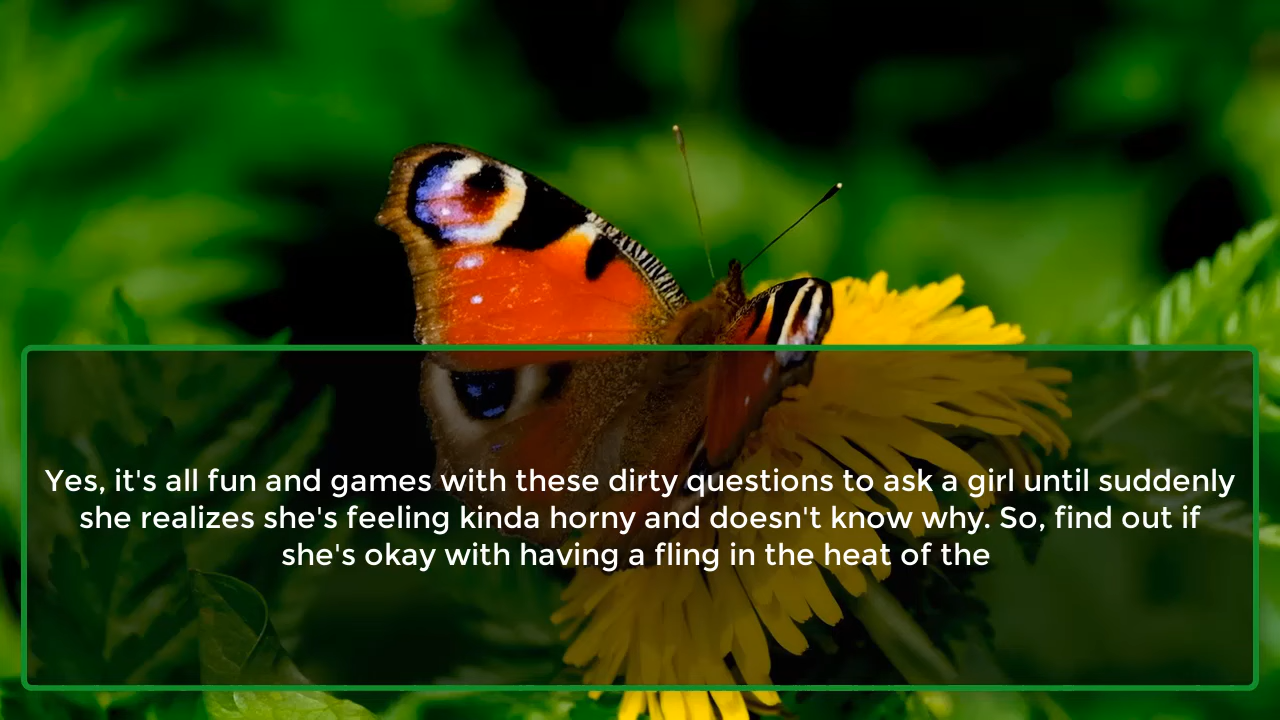 Yes, it's all fun and games with these dirty questions to ask a girl until suddenly
she realizes she's feeling kinda horny and doesn't know why. So, find out if
she's okay with having a fling in the heat of the